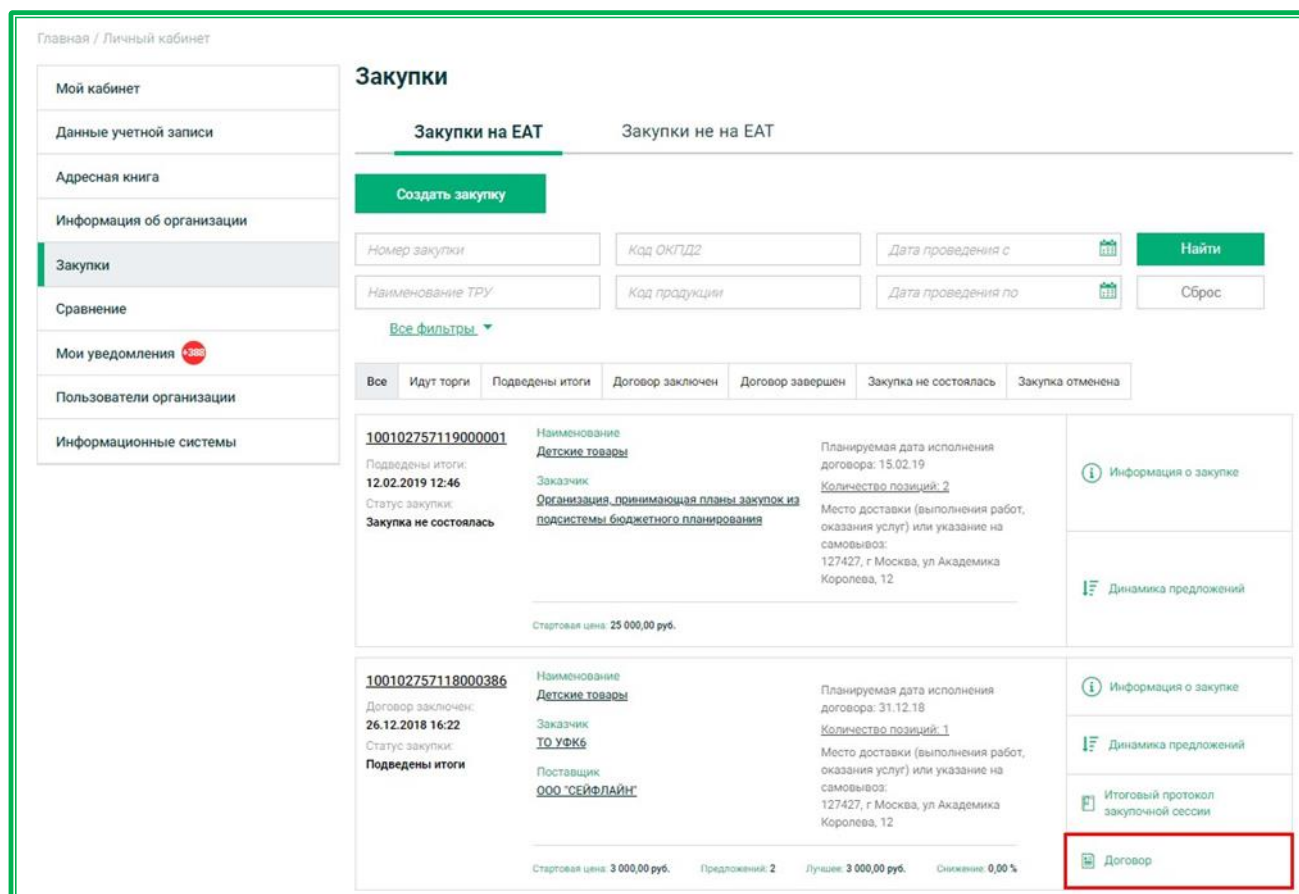 Главная / Личный кабинет
Мой кабинет
Данные учетной записи
Адресная книга
Информация об организации
Закупки
Сравнение
Мои уведомления +388
Пользователи организации
Информационные системы
Закупки
Закупки на ЕАТ
Закупки не на ЕАТ
Создать закупку
Номер закупки
Код ОКПД2
Дата проведения с
Найти
Наименование ТРУ
Код продукции
Дата проведения по
Сброс
Все фильтры
Все
Идут торги
Подведены итоги
Договор заключен
Договор завершен
Закупка не состоялась
Закупка отменена
100102757119000001
Подведены итоги:
12.02.2019 12:46
Статус закупки:
Закупка не состоялась
Наименование
Детские товары
Заказчик
Организация, принимающая планы закупок из
подсистемы бюджетного планирования
Планируемая дата исполнения
договора: 15.02.19
Количество позиций: 2
Место доставки (выполнения работ,
оказания услуг) или указание на
самовывоз:
127427, г Москва, ул Академика
Королева, 12
Стартовая цена: 25 000,00 руб.
Информация о закупке
Динамика предложений
100102757118000386
Договор заключен:
26.12.2018 16:22
Статус закупки:
Подведены итоги
Наименование
Детские товары
Заказчик
ТО УФК6
Поставщик
ООО "СЕЙФЛАЙН"
Планируемая дата исполнения
договора: 31.12.18
Количество позиций: 1
Место доставки (выполнения работ,
оказания услуг) или указание на
самовывоз:
127427, г Москва, ул Академика
Королева, 12
Стартовая цена: 3 000,00 руб.
Предложений: 2
Лучшее: 3 000,00 руб.
Снижение: 0,00 %
Информация о закупке
Динамика предложений
Итоговый протокол
закупочной сессии
Договор